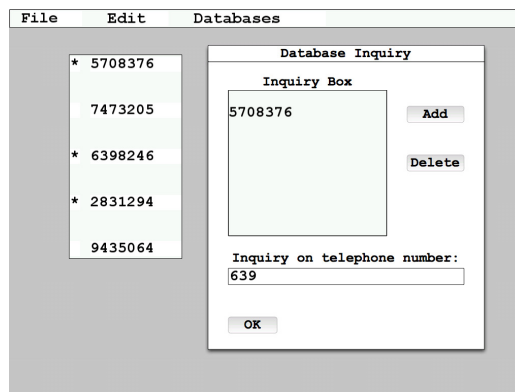 File Edit Databases
* 5708376
7473205
* 6398246
* 2831294
9435064
Database Inquiry
Inquiry Box
5708376
Add
Delete
Inquiry on telephone number:
639
OK